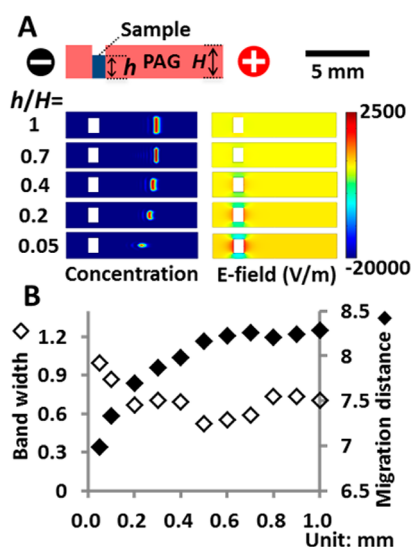 A
Sample
h PAG H
5 mm
h/H=
1
0.7
0.4
0.2
0.05
2500
-20000
Concentration E-field (V/m)
B
Band width
1.2
0.9
0.6
0.3
0
8.5
8
7.5
7
6.5
Migration distance
0.0 0.2 0.4 0.6 0.8 1.0
Unit: mm